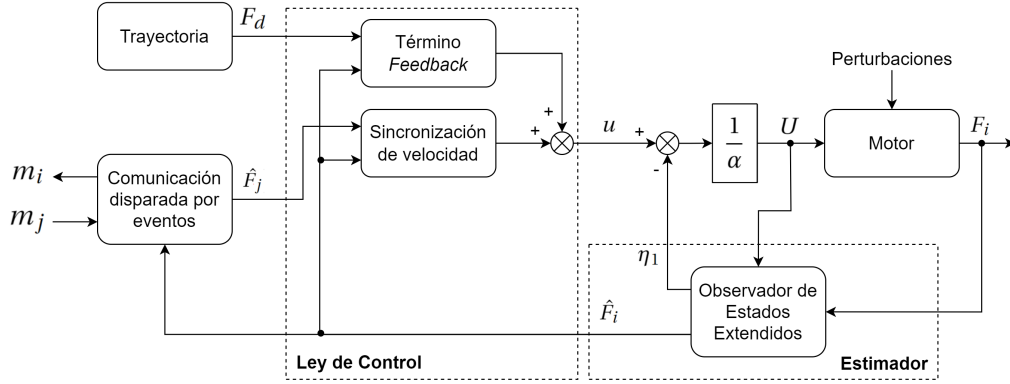 Trayectoria
F_d
Término
Feedback
Sincronización
de velocidad
+
+
u
+
-
1
α
U
Perturbaciones
Motor
F_i
m_i
m_j
Comunicación
disparada por
eventos
F̂_j
η_1
Observador de
Estados
Extendidos
F̂_i
Ley de Control
Estimador